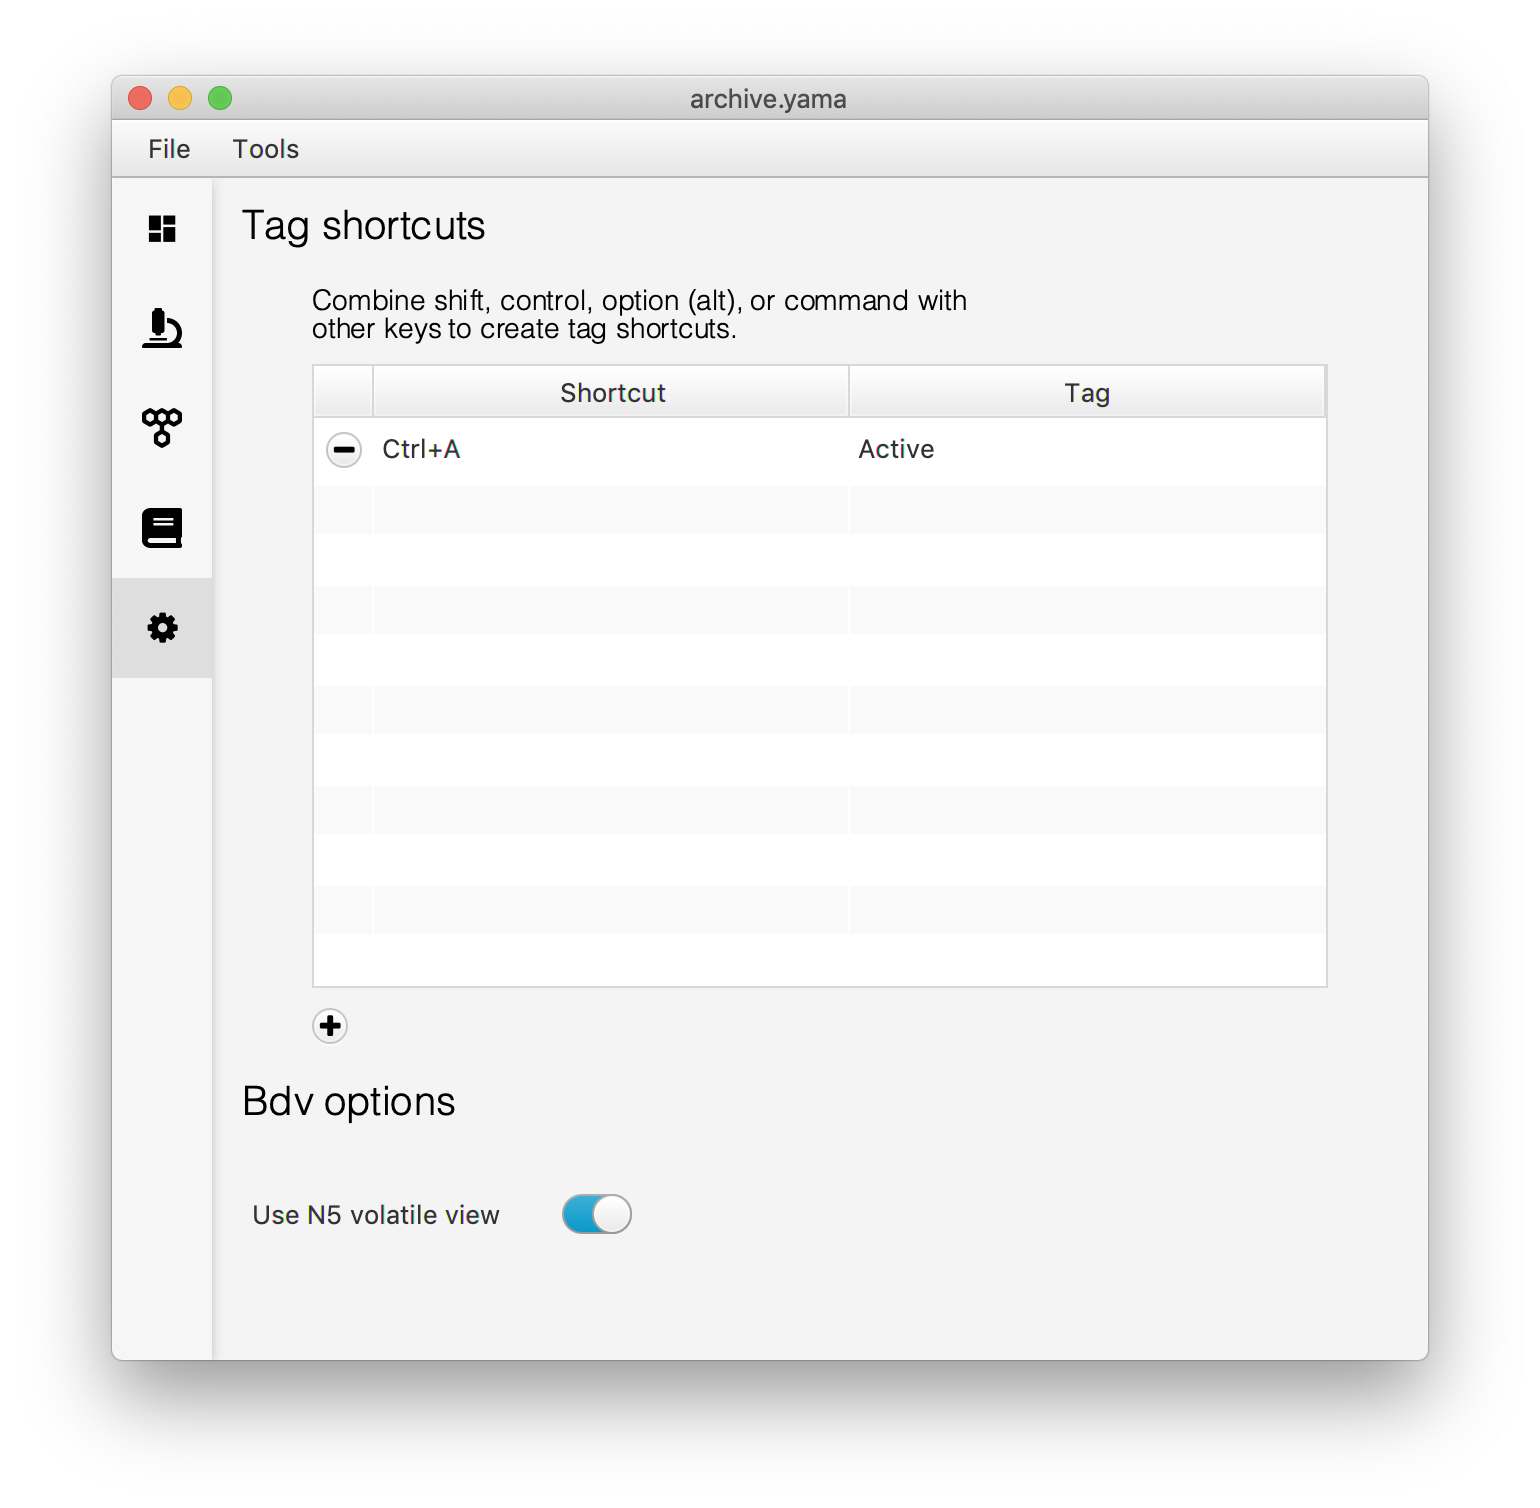 archive.yama
File Tools
Tag shortcuts
Combine shift, control, option (alt), or command with
other keys to create tag shortcuts.
Shortcut Tag
Ctrl+A Active
Bdv options
Use N5 volatile view